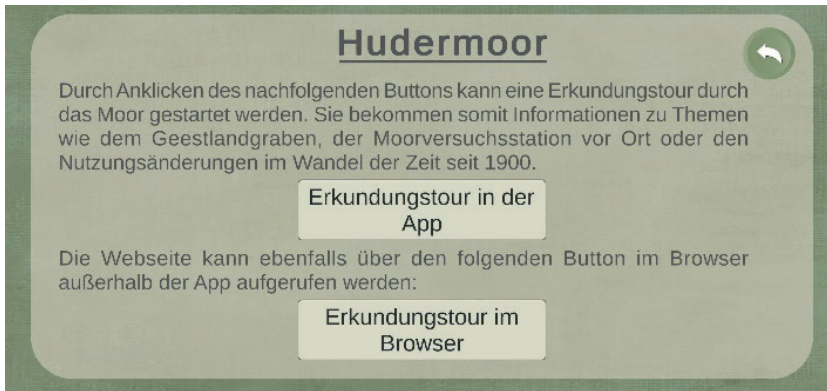 Hudermoor
Durch Anklicken des nachfolgenden Buttons kann eine Erkundungstour durch
das Moor gestartet werden. Sie bekommen somit Informationen zu Themen
wie dem Geestlandgraben, der Moorversuchsstation vor Ort oder den
Nutzungsänderungen im Wandel der Zeit seit 1900.
Erkundungstour in der
App
Die Webseite kann ebenfalls über den folgenden Button im Browser
außerhalb der App aufgerufen werden:
Erkundungstour im
Browser